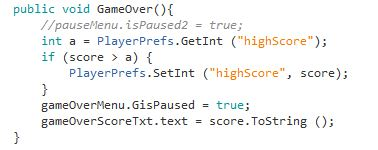 public void GameOver(){
//pauseMenu.isPaused2 = true;
int a = PlayerPrefs.GetInt ("highScore");
if (score > a) {
PlayerPrefs.SetInt ("highScore", score);
}
gameOverMenu.GisPaused = true;
gameOverScoreTxt.text = score.ToString ();
}